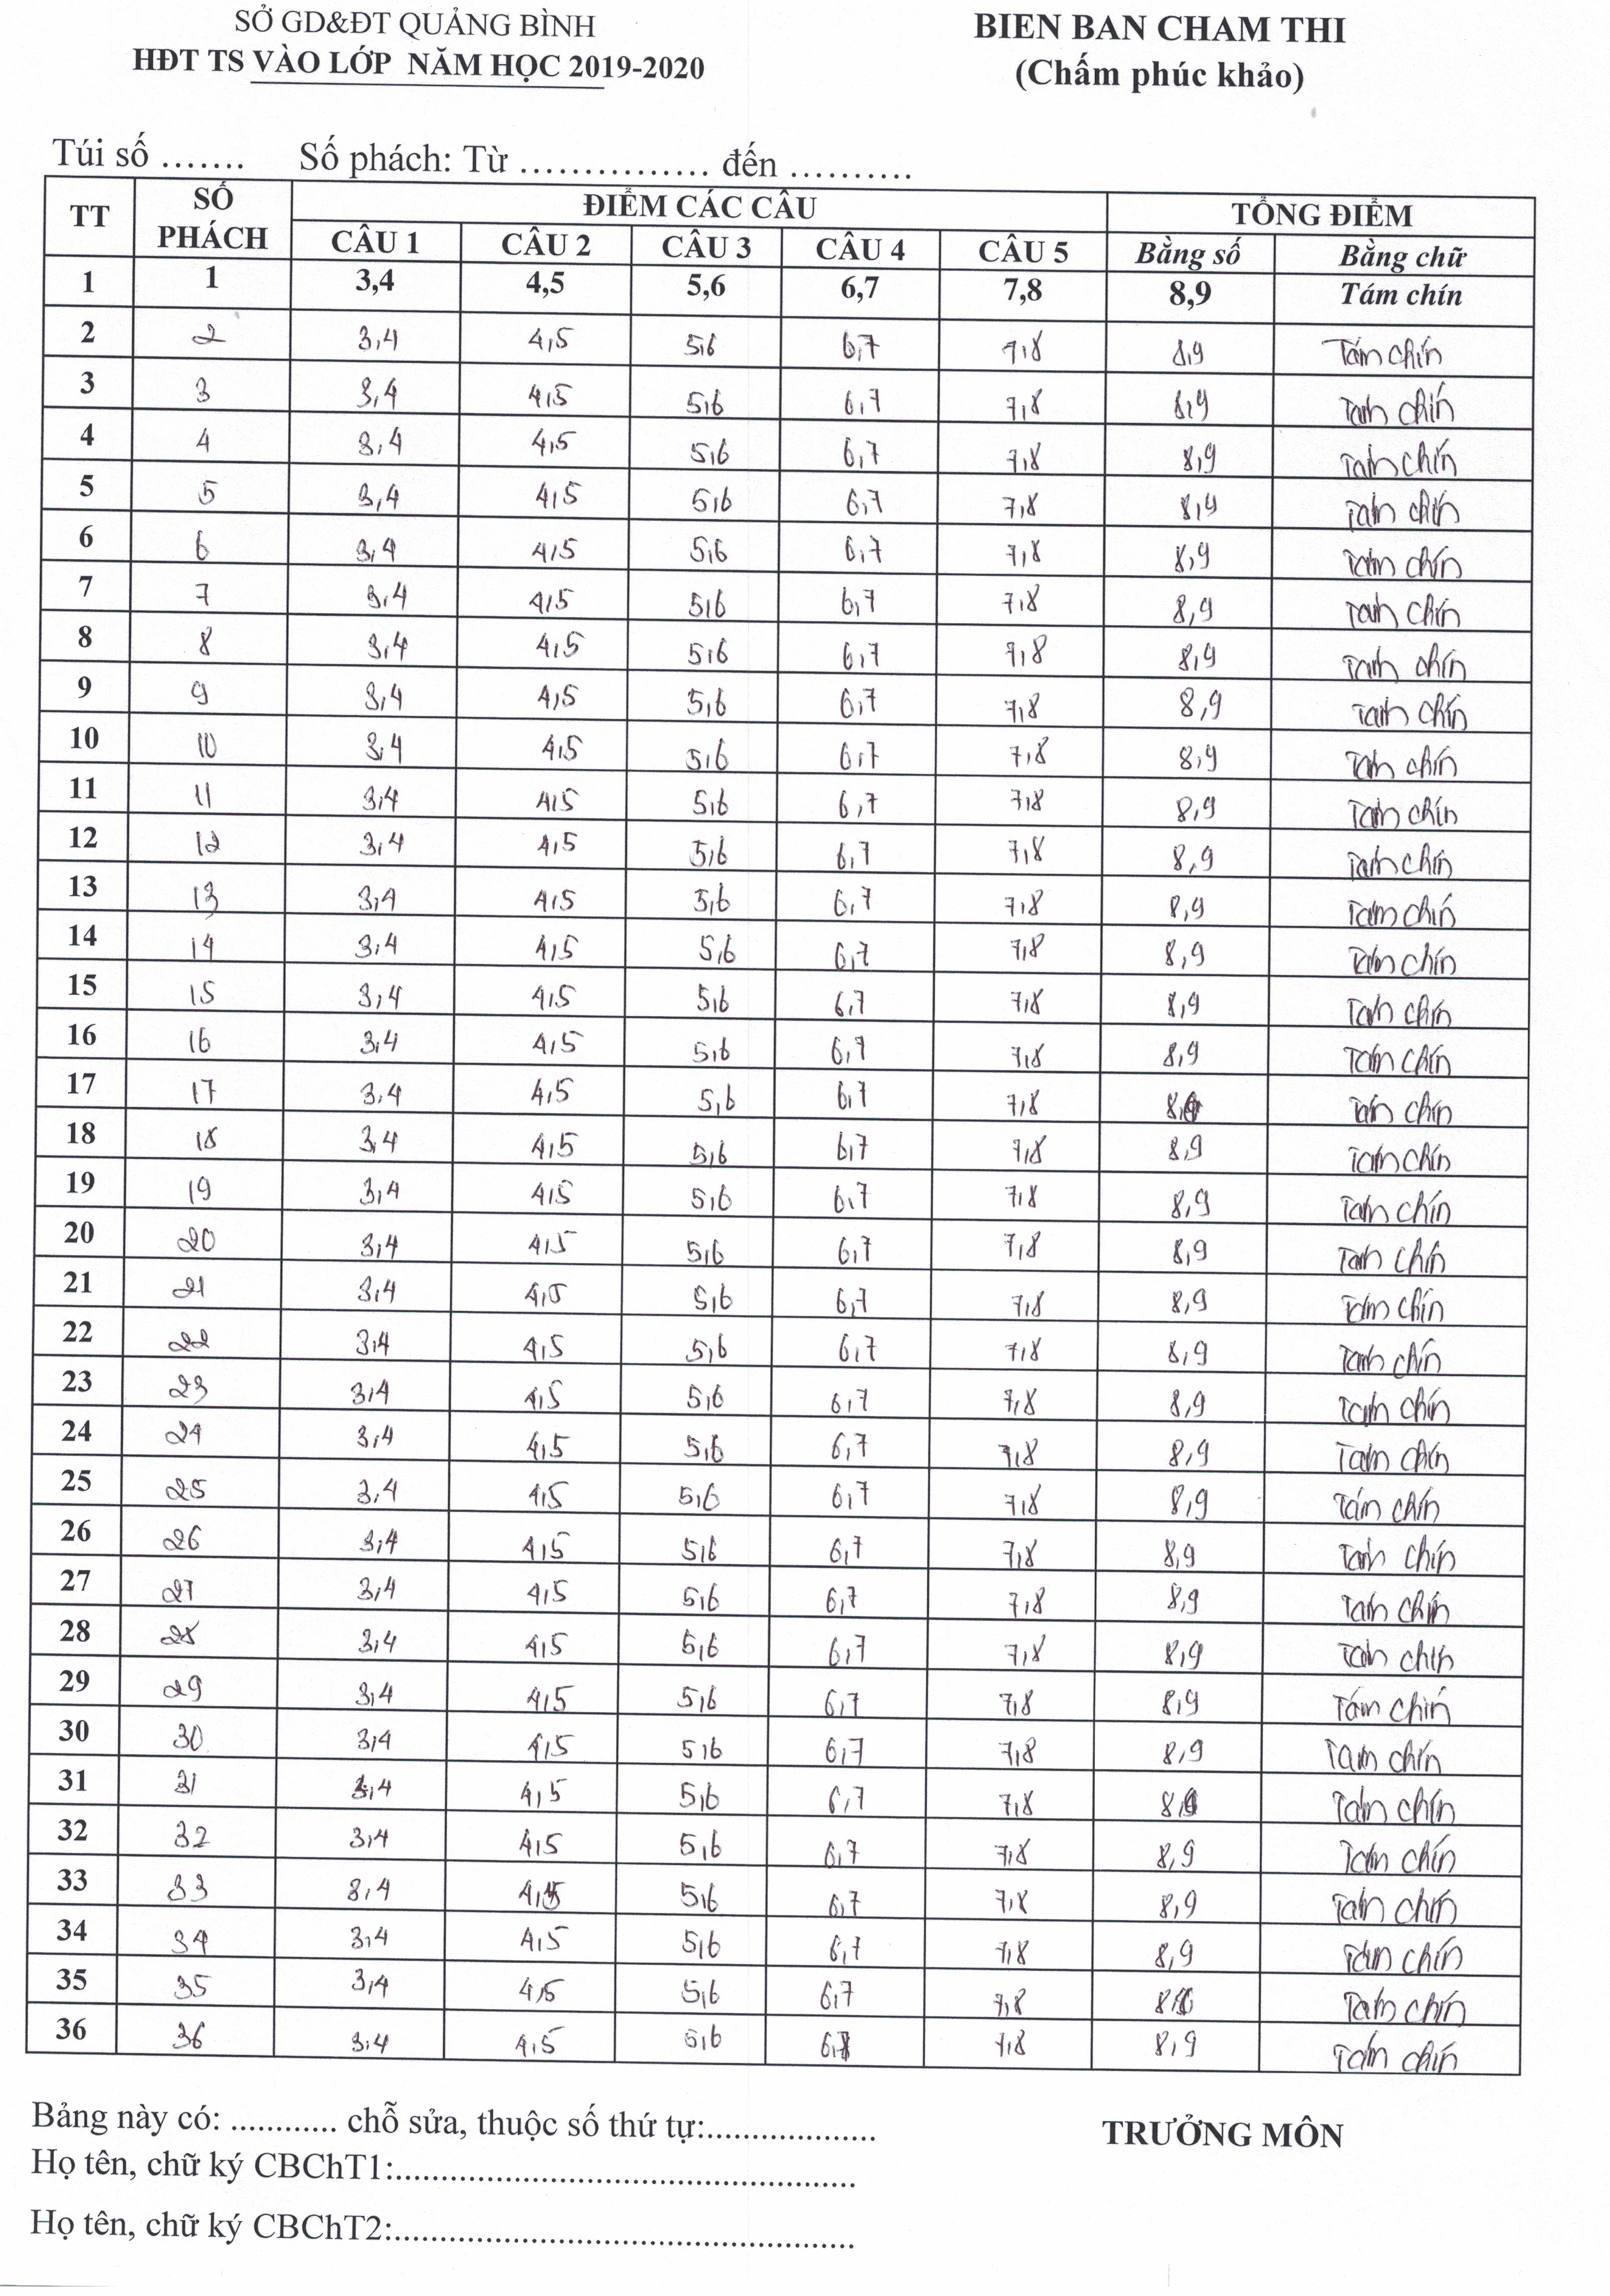 SỞ GD&ĐT QUẢNG BÌNH
HĐT TS VÀO LỚP NĂM HỌC 2019-2020
BIEN BAN CHAM THI
(Chấm phúc khảo)
Túi số ....... Số phách: Từ ................ đến ..........
TT SỐ PHÁCH ĐIỂM CÁC CÂU TỔNG ĐIỂM
CÂU 1 CÂU 2 CÂU 3 CÂU 4 CÂU 5 Bằng số Bằng chữ
1 1 3,4 4,5 5,6 6,7 7,8 8,9 Tám chín
2 2 3,4 4,5 5,6 6,7 7,8 8,9 Tám chín
3 3 3,4 4,5 5,6 6,7 7,8 8,9 Tám chín
4 4 3,4 4,5 5,6 6,7 7,8 8,9 Tám chín
5 5 3,4 4,5 5,6 6,7 7,8 8,9 Tám chín
6 6 3,4 4,5 5,6 6,7 7,8 8,9 Tám chín
7 7 3,4 4,5 5,6 6,7 7,8 8,9 Tám chín
8 8 3,4 4,5 5,6 6,7 7,8 8,9 Tám chín
9 9 3,4 4,5 5,6 6,7 7,8 8,9 Tám chín
10 10 3,4 4,5 5,6 6,7 7,8 8,9 Tám chín
11 11 3,4 4,5 5,6 6,7 7,8 8,9 Tám chín
12 12 3,4 4,5 5,6 6,7 7,8 8,9 Tám chín
13 13 3,4 4,5 5,6 6,7 7,8 8,9 Tám chín
14 14 3,4 4,5 5,6 6,7 7,8 8,9 Tám chín
15 15 3,4 4,5 5,6 6,7 7,8 8,9 Tám chín
16 16 3,4 4,5 5,6 6,7 7,8 8,9 Tám chín
17 17 3,4 4,5 5,6 6,7 7,8 Tám chín
18 18 3,4 4,5 5,6 6,7 7,8 8,9 Tám chín
19 19 3,4 4,5 5,6 6,7 7,8 8,9 Tám chín
20 20 3,4 4,5 5,6 6,7 7,8 8,9 Tám chín
21 21 3,4 4,5 5,6 6,7 7,8 8,9 Tám chín
22 22 3,4 4,5 5,6 6,7 7,8 8,9 Tám chín
23 23 3,4 4,5 5,6 6,7 7,8 8,9 Tám chín
24 24 3,4 4,5 5,6 6,7 7,8 8,9 Tám chín
25 25 3,4 4,5 5,6 6,7 7,8 8,9 Tám chín
26 26 3,4 4,5 5,6 6,7 7,8 8,9 Tám chín
27 27 3,4 4,5 5,6 6,7 7,8 8,9 Tám chín
28 28 3,4 4,5 5,6 6,7 7,8 8,9 Tám chín
29 29 3,4 4,5 5,6 6,7 7,8 8,9 Tám chín
30 30 3,4 4,5 5,6 6,7 7,8 8,9 Tám chín
31 31 3,4 4,5 5,6 6,7 7,8 Tám chín
32 32 3,4 4,5 5,6 6,7 7,8 8,9 Tám chín
33 33 8,4 4,5 5,6 6,7 7,8 8,9 Tám chín
34 34 3,4 4,5 5,6 6,7 7,8 8,9 Tám chín
35 35 3,4 4,5 5,6 6,7 7,8 Tám chín
36 36 3,4 4,5 5,6 7,8 8,9 Tám chín
Bảng này có: ............ chỗ sửa, thuộc số thứ tự:...................
TRƯỞNG MÔN
Họ tên, chữ ký CBChT1:....................................................
Họ tên, chữ ký CBChT2:....................................................